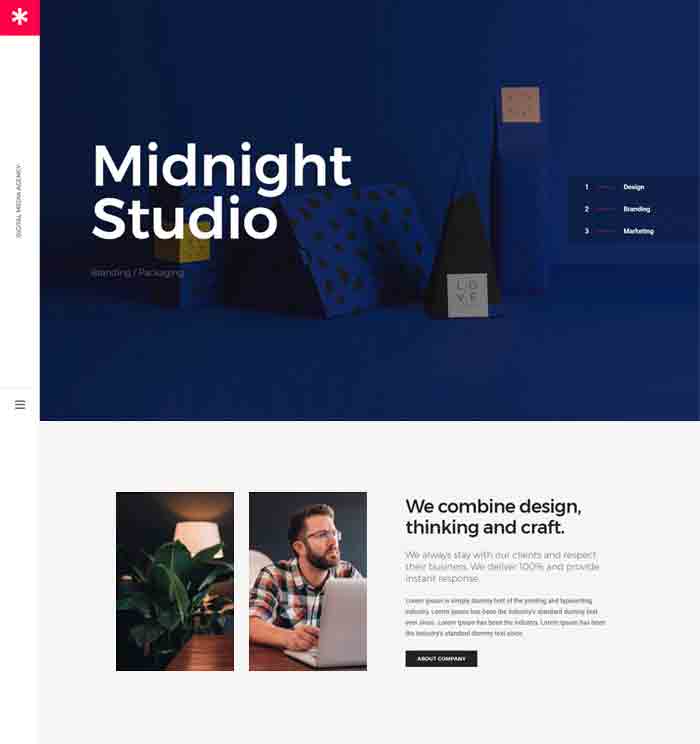 DIGITAL MEDIA AGENCY
Midnight
Studio
Branding / Packaging
1 Design
2 Branding
3 Marketing
LO
VE
We combine design,
thinking and craft.
We always stay with our clients and respect
their business. We deliver 100% and provide
instant response.
Lorem Ipsum is simply dummy text of the printing and typesetting
industry. Lorem Ipsum has been the industry's standard dummy text
ever since. Lorem Ipsum has been the industry. Lorem Ipsum has been
the industry's standard dummy text since.
ABOUT COMPANY